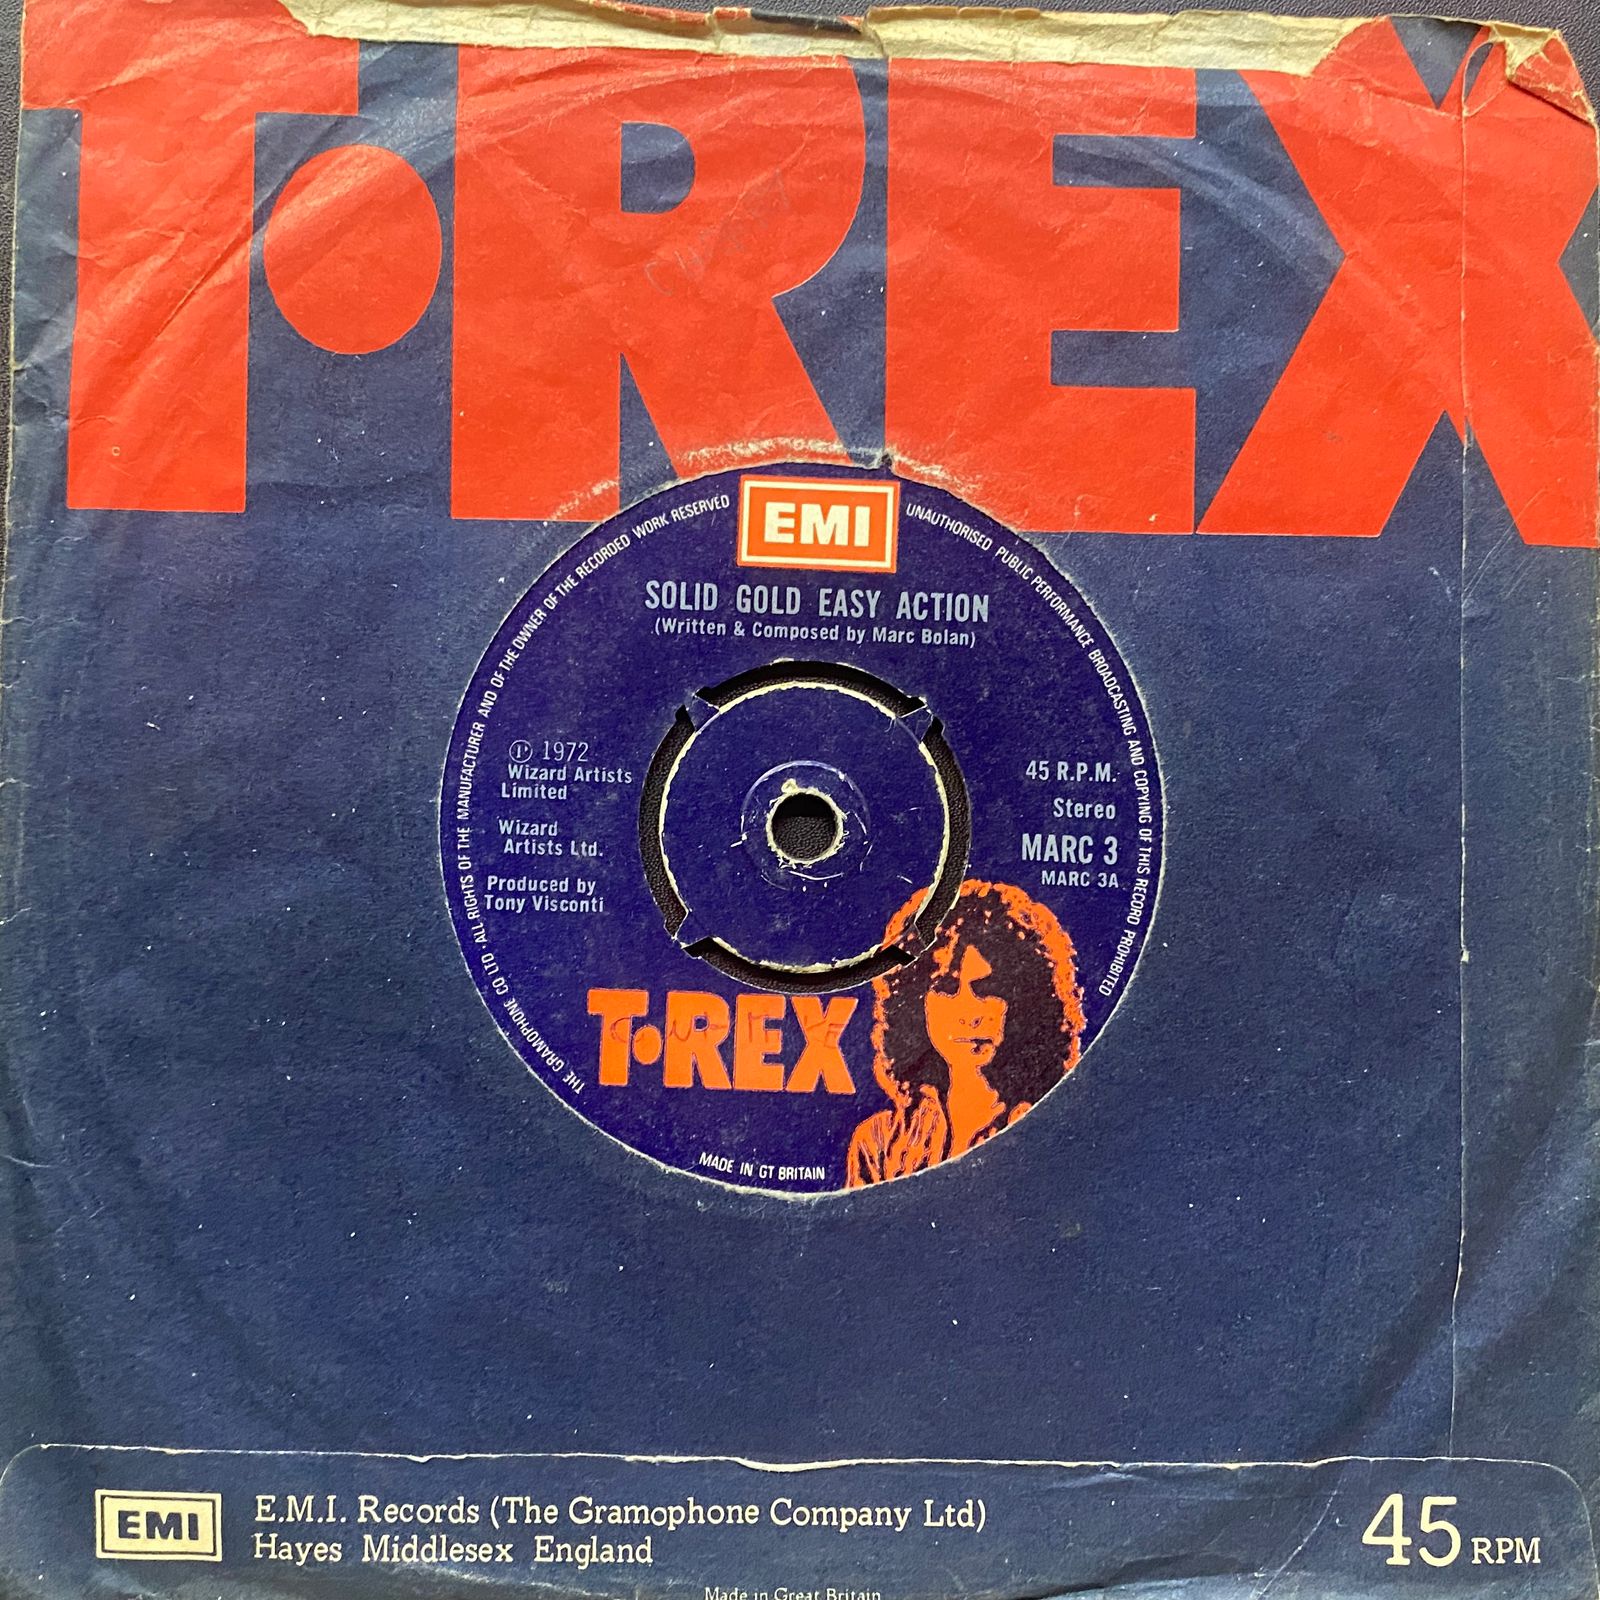 T·REX
EMI
SOLID GOLD EASY ACTION
(Written & Composed by Marc Bolan)
℗ 1972
Wizard Artists
Limited
Wizard
Artists Ltd.
Produced by
Tony Visconti
45 R.P.M.
Stereo
MARC 3
MARC 3A
T·REX
THE GRAMOPHONE CO LTD · ALL RIGHTS OF THE MANUFACTURER AND OF THE OWNER OF THE RECORDED WORK RESERVED
UNAUTHORISED PUBLIC PERFORMANCE BROADCASTING AND COPYING OF THIS RECORD PROHIBITED
MADE IN GT BRITAIN
EMI
E.M.I. Records (The Gramophone Company Ltd)
Hayes Middlesex England
45 RPM
Made in Great Britain